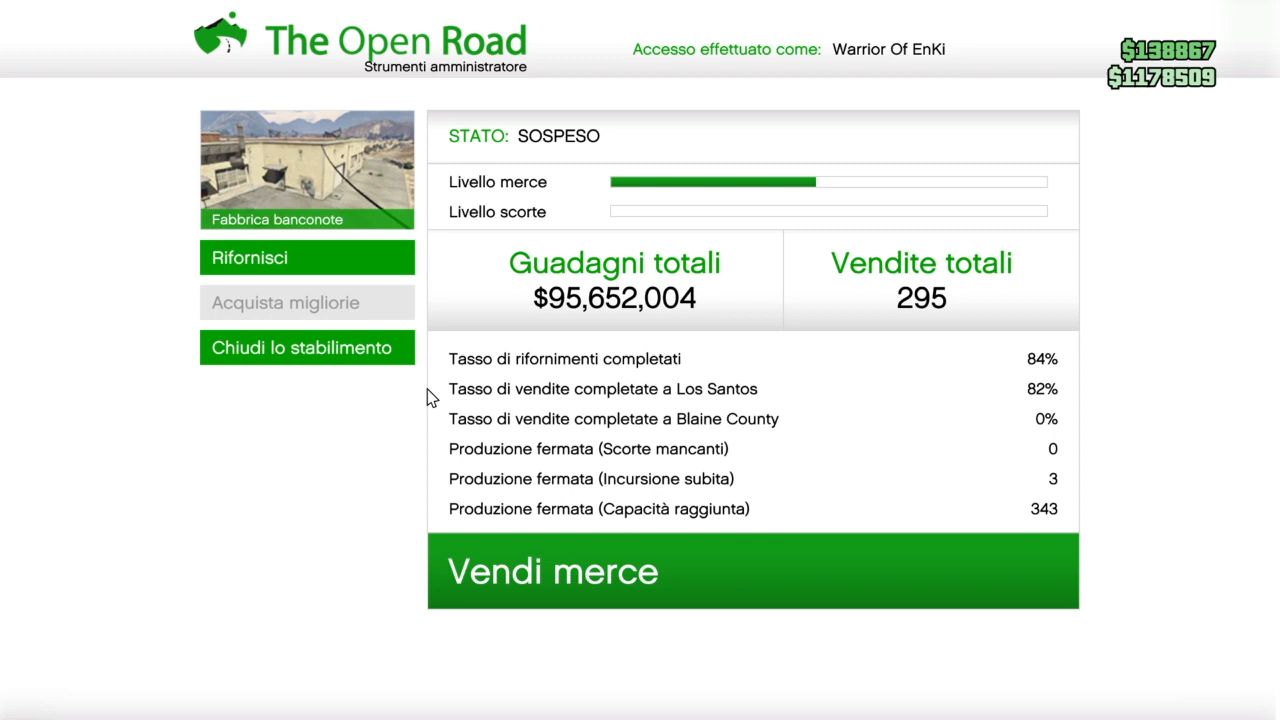 The Open Road
Strumenti amministratore
Accesso effettuato come: Warrior Of EnKi
$138867
$1178509
Fabbrica banconote
Rifornisci
Acquista migliorie
Chiudi lo stabilimento
STATO: SOSPESO
Livello merce
Livello scorte
Guadagni totali
$95,652,004
Vendite totali
295
Tasso di rifornimenti completati 84%
Tasso di vendite completate a Los Santos 82%
Tasso di vendite completate a Blaine County 0%
Produzione fermata (Scorte mancanti) 0
Produzione fermata (Incursione subita) 3
Produzione fermata (Capacità raggiunta) 343
Vendi merce